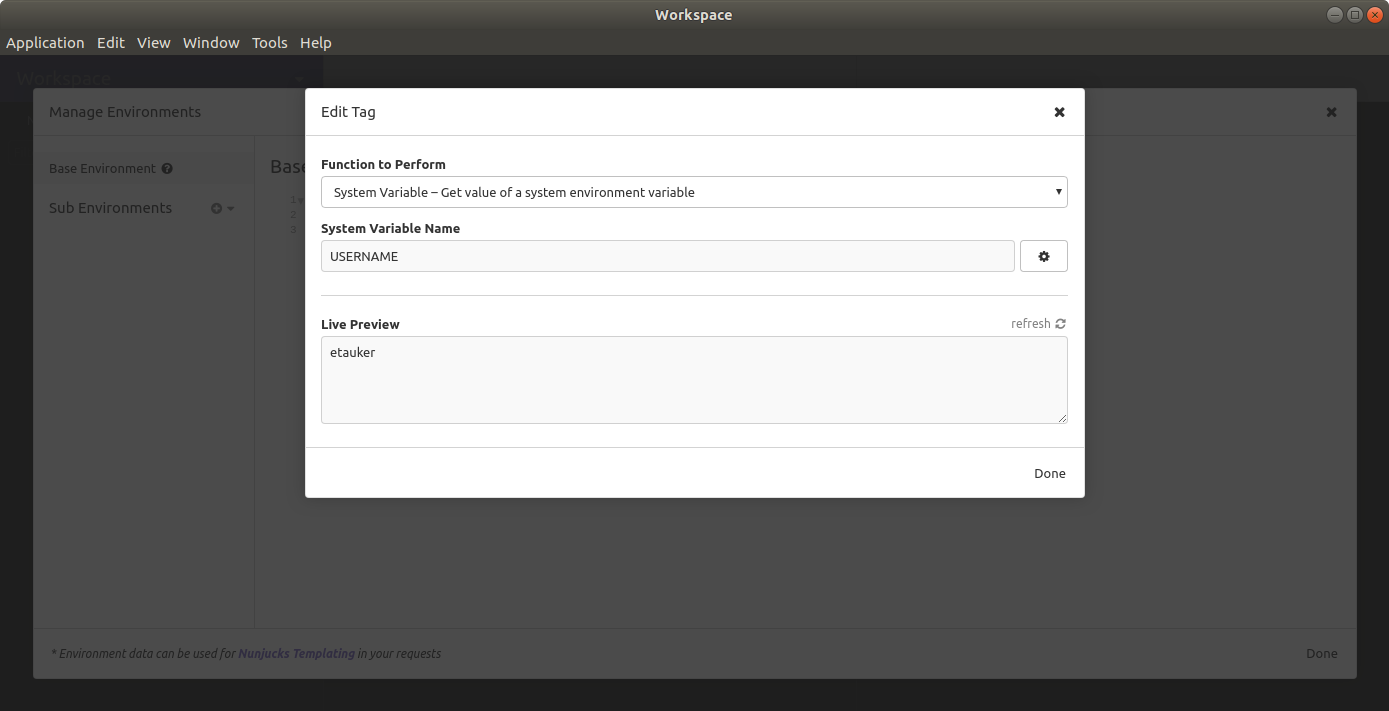 Workspace
Application Edit View Window Tools Help
Workspace
Manage Environments
Edit Tag
Base Environment
Base
Function to Perform
System Variable – Get value of a system environment variable
Sub Environments
1
2
3
System Variable Name
USERNAME
Live Preview
refresh
etauker
Done
* Environment data can be used for Nunjucks Templating in your requests
Done